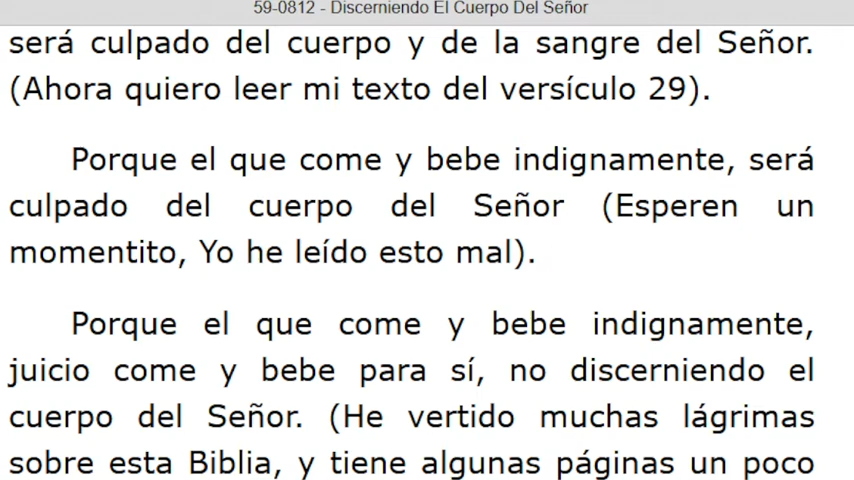 59-0812 - Discerniendo El Cuerpo Del Señor
será culpado del cuerpo y de la sangre del Señor.
(Ahora quiero leer mi texto del versículo 29).
Porque el que come y bebe indignamente, será
culpado del cuerpo del Señor (Esperen un
momentito, Yo he leído esto mal).
Porque el que come y bebe indignamente,
juicio come y bebe para sí, no discerniendo el
cuerpo del Señor. (He vertido muchas lágrimas
sobre esta Biblia, y tiene algunas páginas un poco